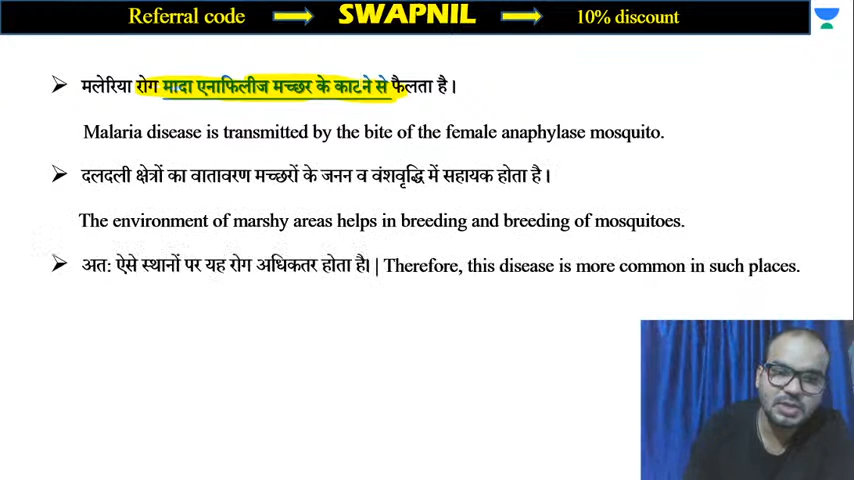 Referral code SWAPNIL 10% discount
मलेरिया रोग मादा एनाफिलीज मच्छर के काटने से फैलता है।
Malaria disease is transmitted by the bite of the female anaphylase mosquito.
दलदली क्षेत्रों का वातावरण मच्छरों के जनन व वंशवृद्धि में सहायक होता है।
The environment of marshy areas helps in breeding and breeding of mosquitoes.
अत: ऐसे स्थानों पर यह रोग अधिकतर होता है। | Therefore, this disease is more common in such places.